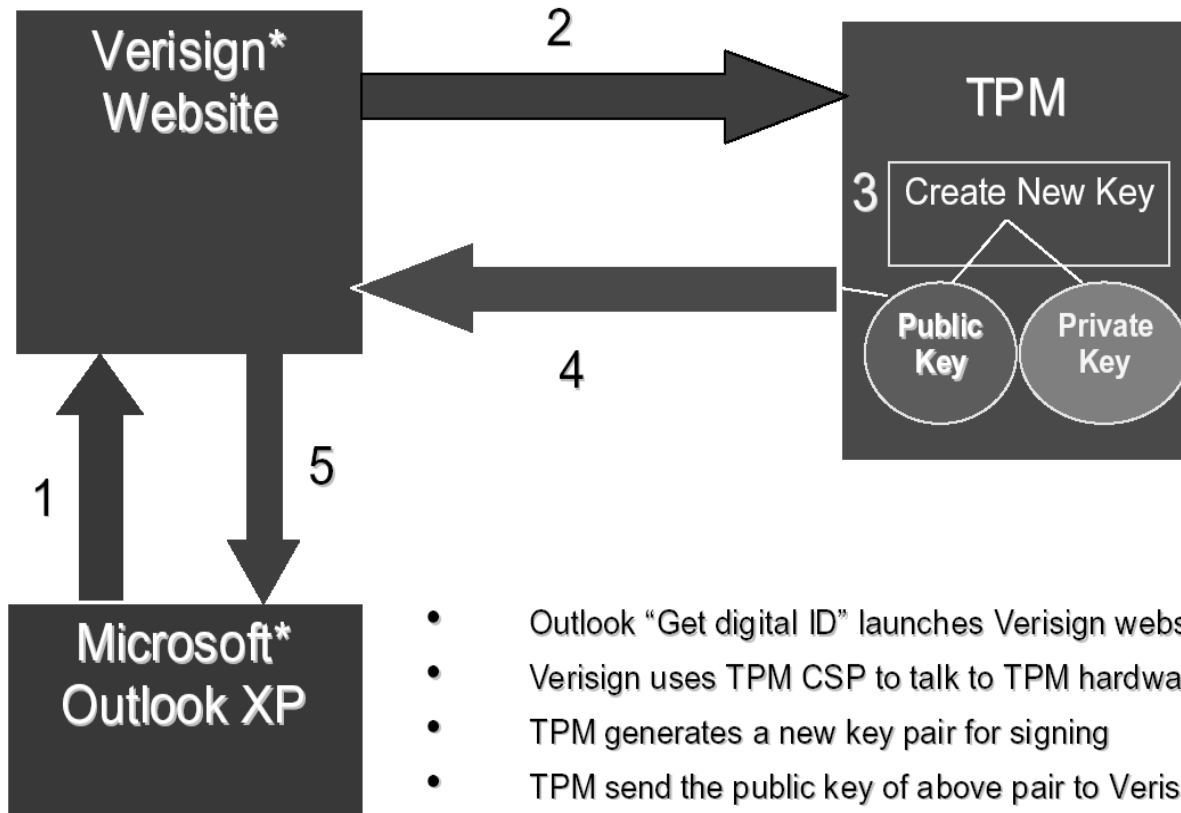 Verisign*
Website
2
TPM
3
Create New Key
Public
Key
Private
Key
4
1
5
Microsoft*
Outlook XP
• Outlook “Get digital ID” launches Verisign webs
• Verisign uses TPM CSP to talk to TPM hardwa
• TPM generates a new key pair for signing
• TPM send the public key of above pair to Veris